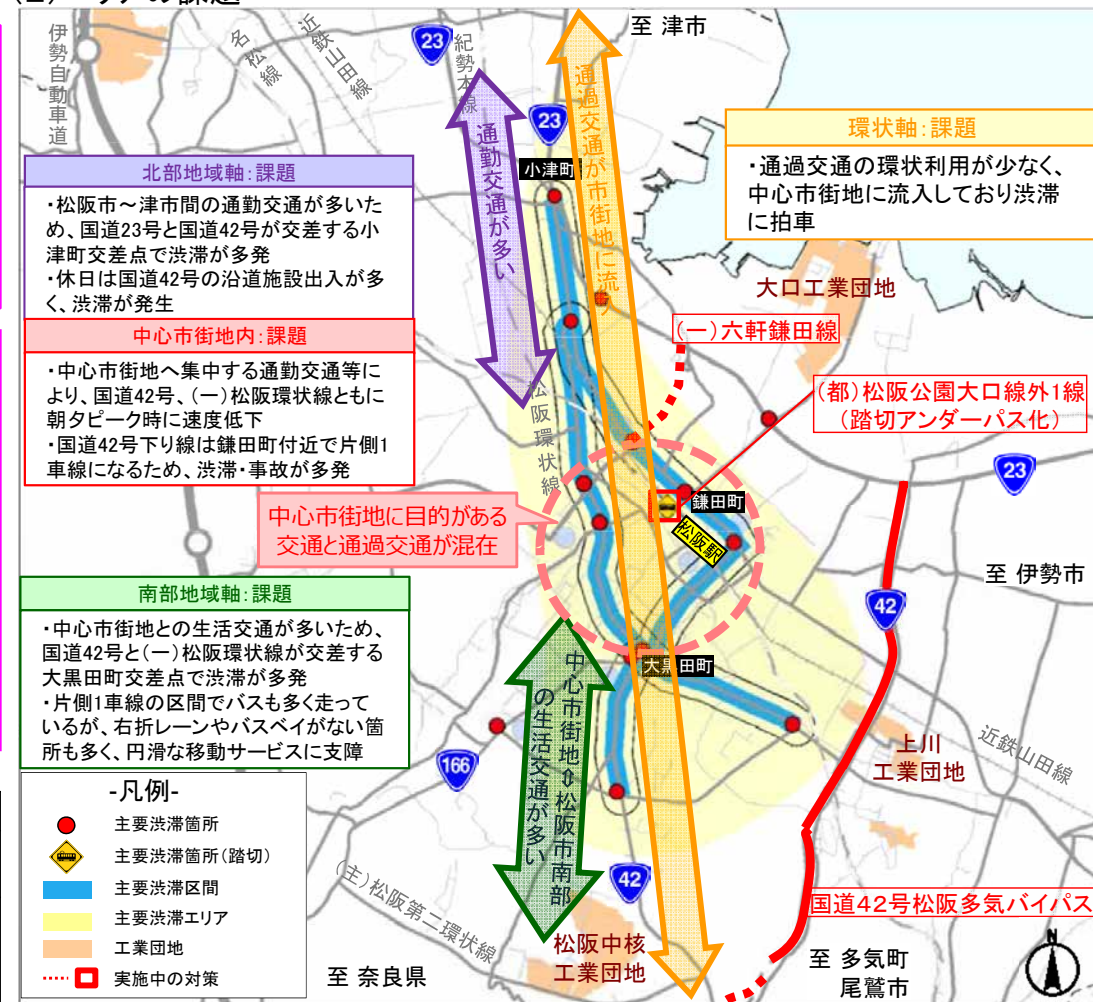 至 津市
伊勢自動車道
名松線
近鉄山田線
23
紀勢本線
23
通過交通が市街地に流入
通勤交通が多い
小津町
環状軸:課題
・通過交通の環状利用が少なく、
中心市街地に流入しており渋滞
に拍車
北部地域軸:課題
・松阪市～津市間の通勤交通が多いた
め、国道23号と国道42号が交差する小
津町交差点で渋滞が多発
・休日は国道42号の沿道施設出入が多
く、渋滞が発生
大口工業団地
(一)六軒鎌田線
中心市街地内:課題
・中心市街地へ集中する通勤交通等に
より、国道42号、(一)松阪環状線ともに
朝夕ピーク時に速度低下
・国道42号下り線は鎌田町付近で片側1
車線になるため、渋滞・事故が多発
松阪環状線
(都)松阪公園大口線外1線
(踏切アンダーパス化)
23
鎌田町
松阪駅
中心市街地に目的がある
交通と通過交通が混在
至 伊勢市
42
南部地域軸:課題
・中心市街地との生活交通が多いため、
国道42号と(一)松阪環状線が交差する
大黒田町交差点で渋滞が多発
・片側1車線の区間でバスも多く走って
いるが、右折レーンやバスベイがない箇
所も多く、円滑な移動サービスに支障
大黒田町
中心市街地⇔松阪市南部
の生活交通が多い
166
上川
工業団地
近鉄山田線
-凡例-
主要渋滞箇所
主要渋滞箇所(踏切)
主要渋滞区間
主要渋滞エリア
工業団地
実施中の対策
(主)松阪第二環状線
42
国道42号松阪多気バイパス
松阪中核
工業団地
至 奈良県
至 多気町
尾鷲市
N